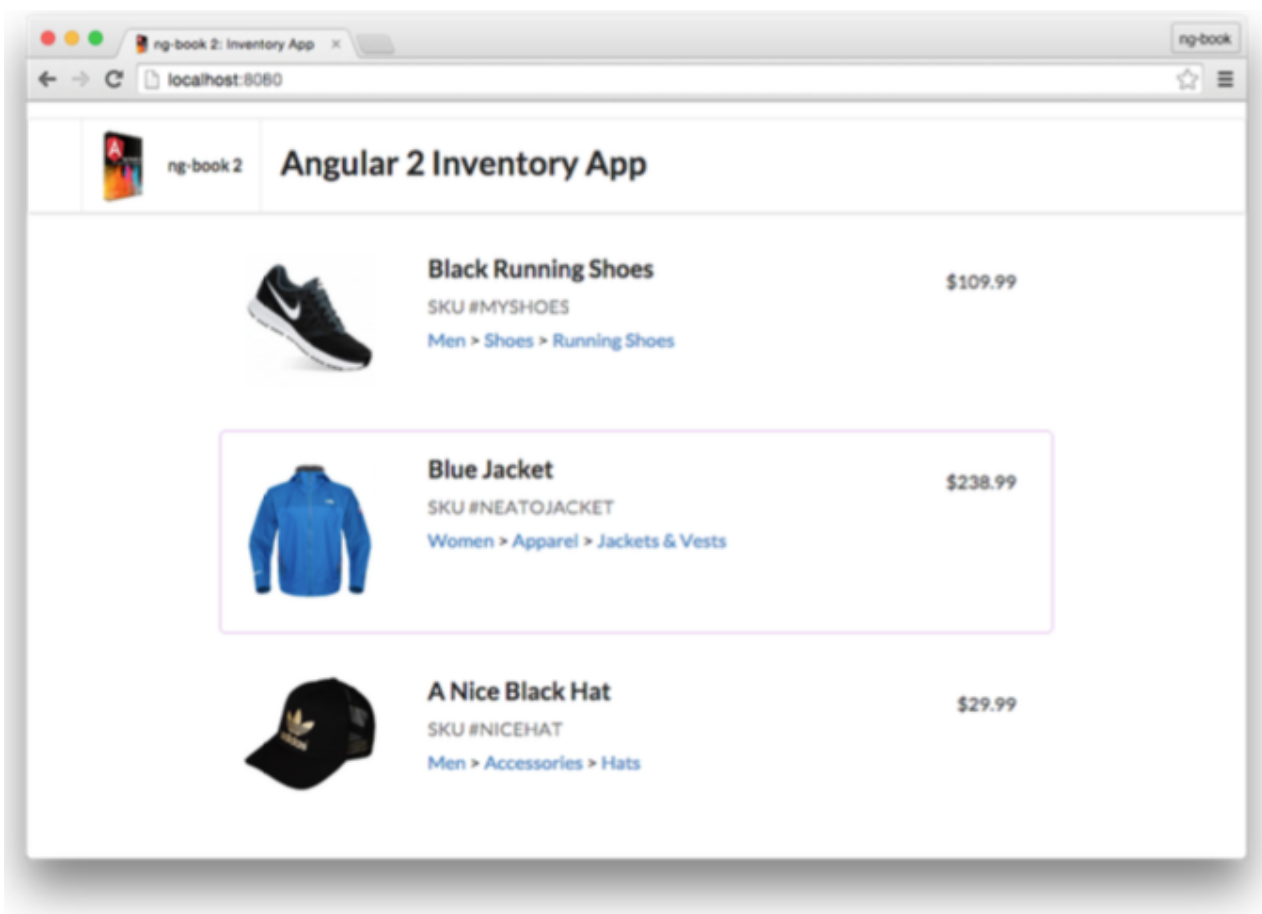 ng-book 2: Inventory App
ng-book
localhost:8080
ng-book 2
Angular 2 Inventory App
Black Running Shoes
$109.99
SKU #MYSHOES
Men > Shoes > Running Shoes
Blue Jacket
$238.99
SKU #NEATOJACKET
Women > Apparel > Jackets & Vests
A Nice Black Hat
$29.99
SKU #NICEHAT
Men > Accessories > Hats
adidas